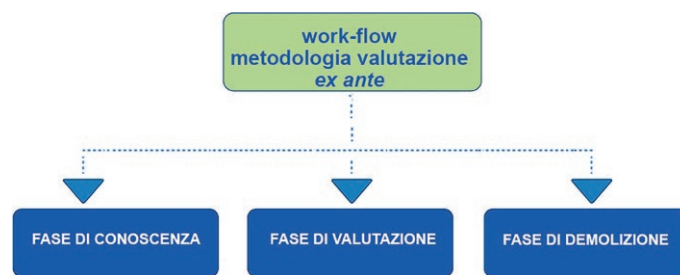 work-flow
metodologia valutazione
ex ante
FASE DI CONOSCENZA
FASE DI VALUTAZIONE
FASE DI DEMOLIZIONE